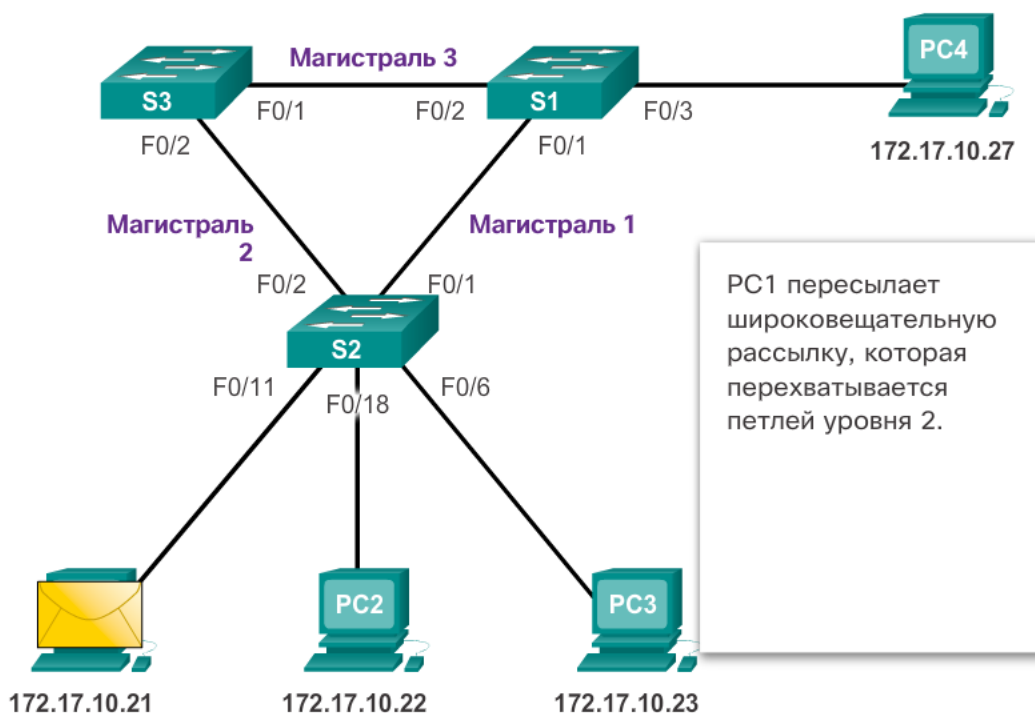 PC4
Магистраль 3
S3
S1
F0/1
F0/2
F0/3
F0/2
F0/1
172.17.10.27
Магистраль
2
Магистраль 1
F0/2
F0/1
S2
PC1 пересылает
широковещательную
рассылку, которая
перехватывается
петлей уровня 2.
F0/11
F0/18
F0/6
PC2
PC3
172.17.10.21
172.17.10.22
172.17.10.23